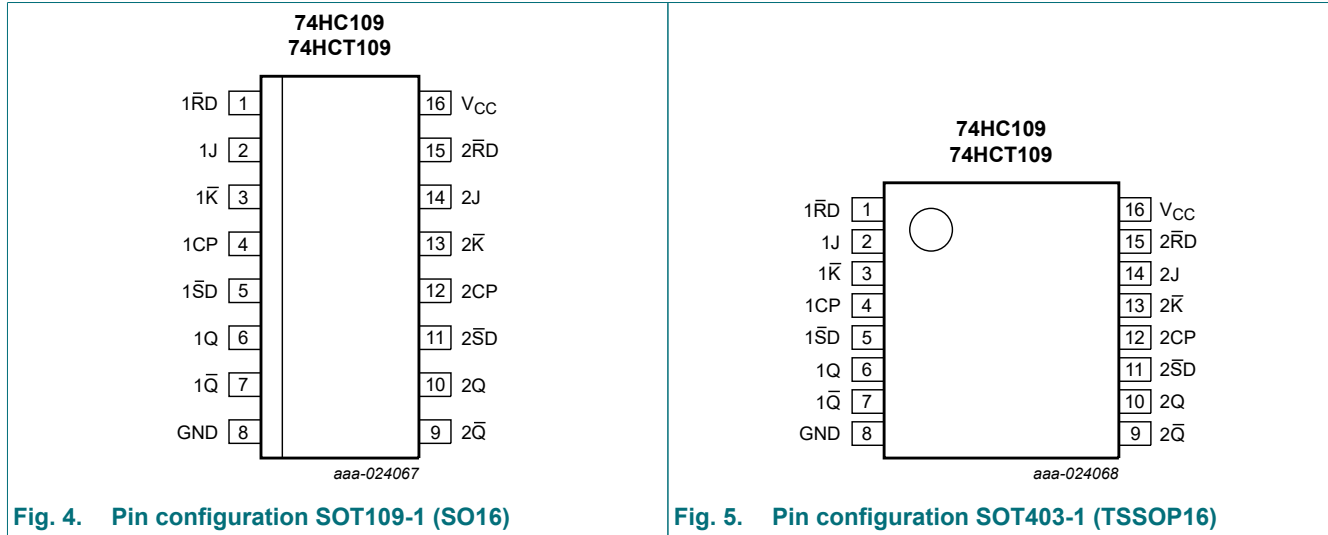 74HC109
74HCT109
1R̅D 1
16 VCC
1J 2
15 2R̅D
1K̅ 3
14 2J
1CP 4
13 2K̅
1S̅D 5
12 2CP
1Q 6
11 2S̅D
1Q̅ 7
10 2Q
GND 8
9 2Q̅
aaa-024067
Fig. 4. Pin configuration SOT109-1 (SO16)
74HC109
74HCT109
1R̅D 1
16 VCC
1J 2
15 2R̅D
1K̅ 3
14 2J
1CP 4
13 2K̅
1S̅D 5
12 2CP
1Q 6
11 2S̅D
1Q̅ 7
10 2Q
GND 8
9 2Q̅
aaa-024068
Fig. 5. Pin configuration SOT403-1 (TSSOP16)